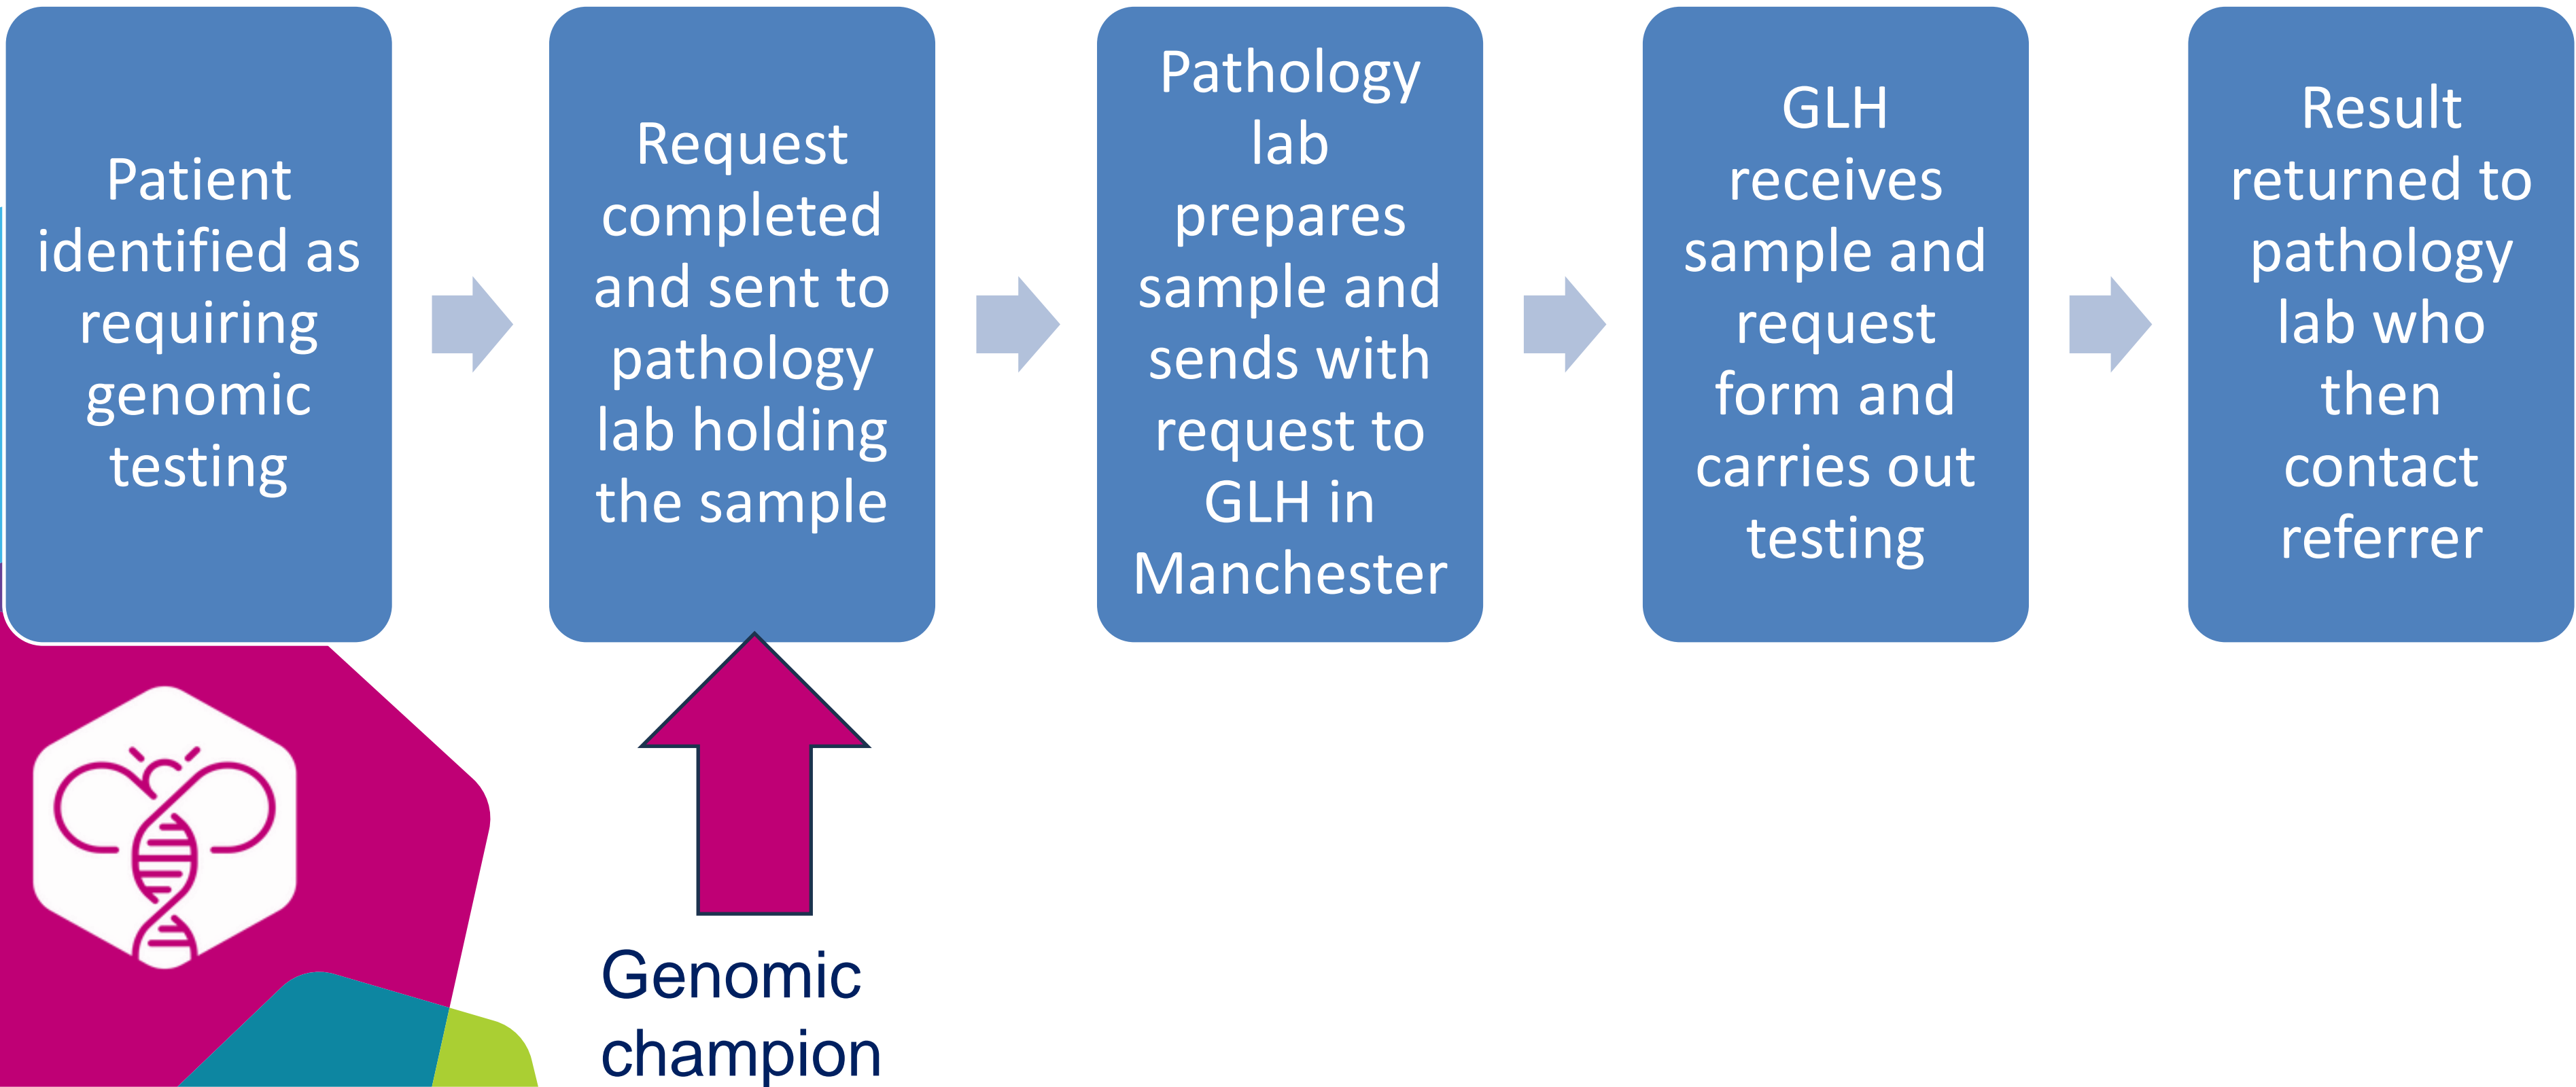 Patient
identified as
requiring
genomic
testing
Request
completed
and sent to
pathology
lab holding
the sample
Pathology
lab
prepares
sample and
sends with
request to
GLH in
Manchester
GLH
receives
sample and
request
form and
carries out
testing
Result
returned to
pathology
lab who
then
contact
referrer
Genomic
champion